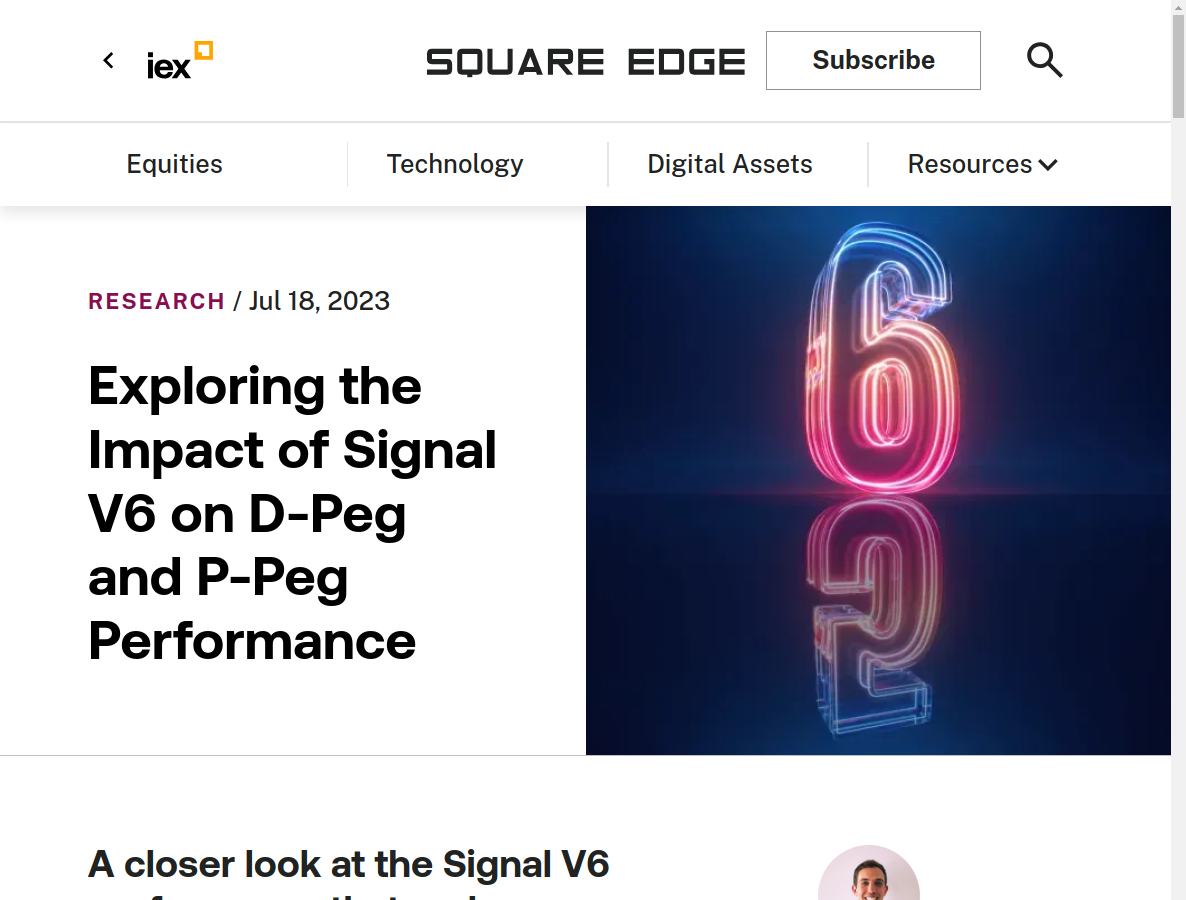 iex
SQUARE EDGE
Subscribe
Equities
Technology
Digital Assets
Resources
RESEARCH / Jul 18, 2023
Exploring the
Impact of Signal
V6 on D-Peg
and P-Peg
Performance
6
A closer look at the Signal V6